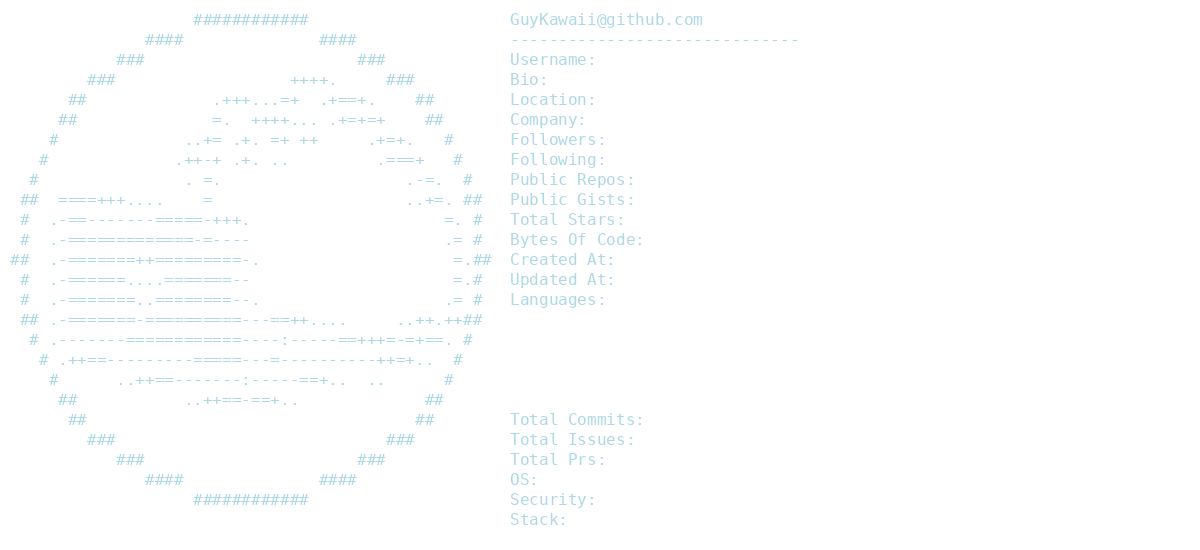 GuyKawaii@github.com
------------------------------
Username:
Bio:
Location:
Company:
Followers:
Following:
Public Repos:
Public Gists:
Total Stars:
Bytes Of Code:
Created At:
Updated At:
Languages:
Total Commits:
Total Issues:
Total Prs:
OS:
Security:
Stack: